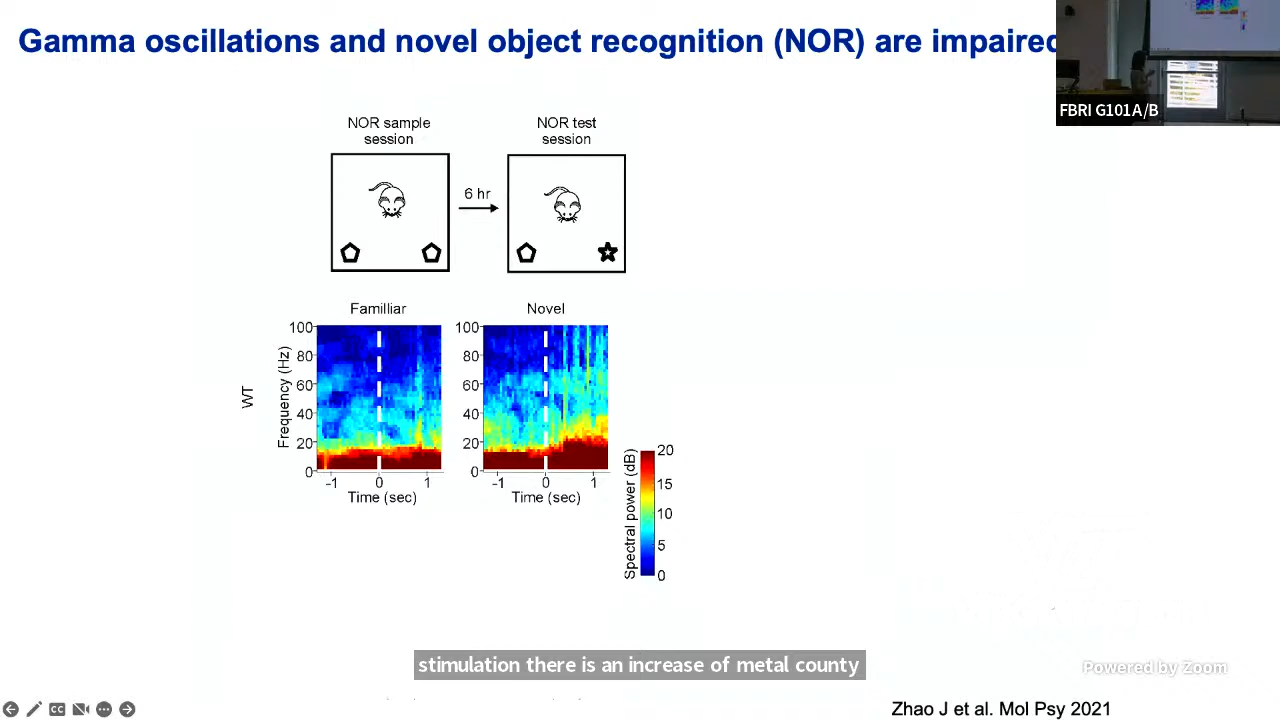 Gamma oscillations and novel object recognition (NOR) are impaired
FBRI G101A/B
NOR sample
session
NOR test
session
6 hr
Familliar
Novel
WT
Frequency (Hz)
100
80
60
40
20
0
-1 0 1
Time (sec)
100
80
60
40
20
0
-1 0 1
Time (sec)
Spectral power (dB)
20
15
10
5
0
stimulation there is an increase of metal county
Powered by Zoom
CC
Zhao J et al. Mol Psy 2021